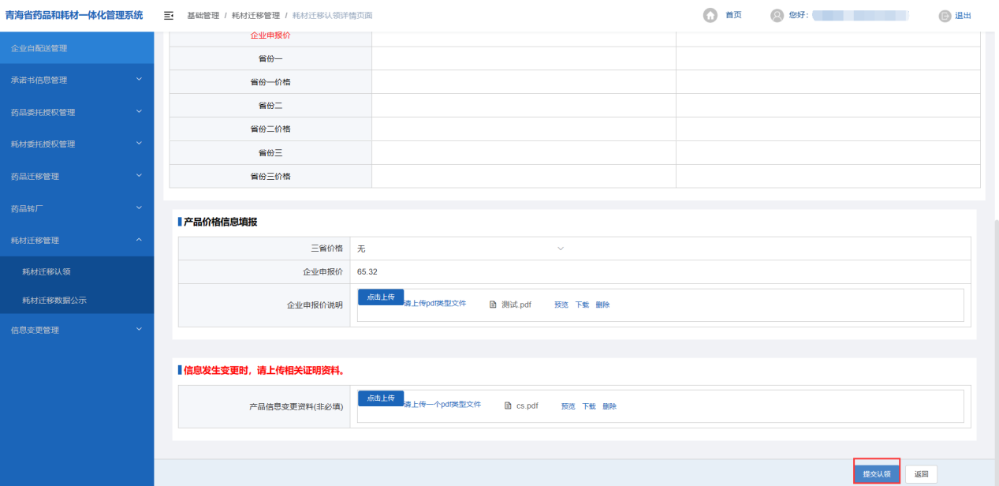 青海省药品和耗材一体化管理系统
基础管理 / 耗材迁移管理 / 耗材迁移认领详情页面
首页
您好:
退出
企业自配送管理
承诺书信息管理
药品委托授权管理
耗材委托授权管理
药品迁移管理
药品转厂
耗材迁移管理
耗材迁移认领
耗材迁移数据公示
信息变更管理
企业申报价
省份一
省份一价格
省份二
省份二价格
省份三
省份三价格
产品价格信息填报
三省价格 无
企业申报价 65.32
企业申报价说明 点击上传 请上传pdf类型文件 测试.pdf 预览 下载 删除
信息发生变更时，请上传相关证明资料。
产品信息变更资料(非必填) 点击上传 请上传一个pdf类型文件 cs.pdf 预览 下载 删除
提交认领 返回